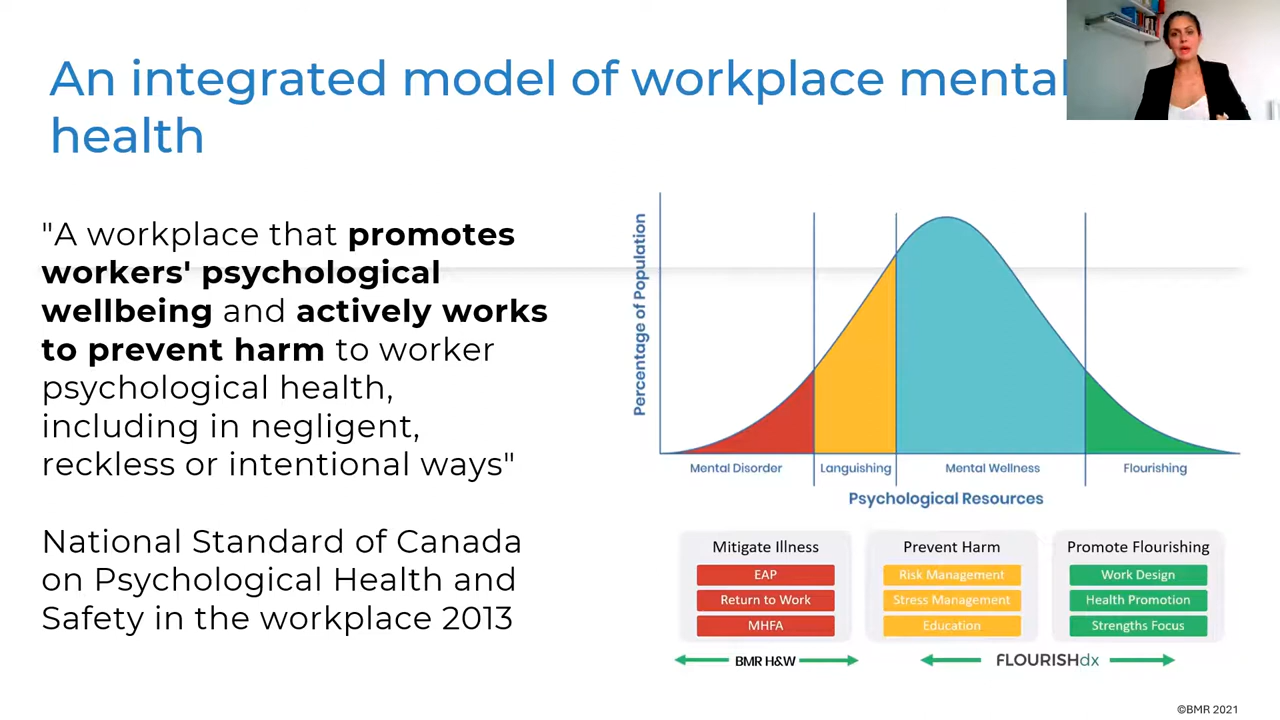 An integrated model of workplace mental
health
"A workplace that promotes
workers' psychological
wellbeing and actively works
to prevent harm to worker
psychological health,
including in negligent,
reckless or intentional ways"
National Standard of Canada
on Psychological Health and
Safety in the workplace 2013
Percentage of Population
Mental Disorder
Languishing
Mental Wellness
Flourishing
Psychological Resources
Mitigate Illness
EAP
Return to Work
MHFA
BMR H&W
Prevent Harm
Risk Management
Stress Management
Education
Promote Flourishing
Work Design
Health Promotion
Strengths Focus
FLOURISHdx
©BMR 2021